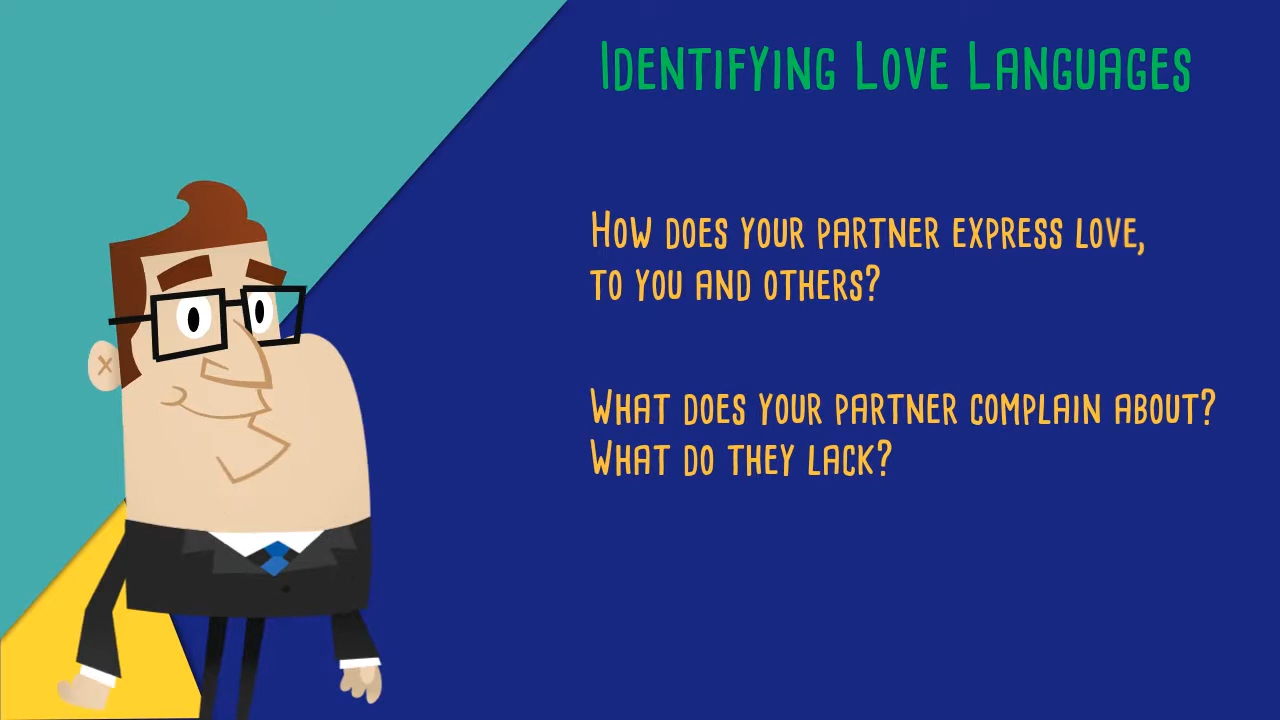 Identifying Love Languages
How does your partner express love,
to you and others?
What does your partner complain about?
What do they lack?